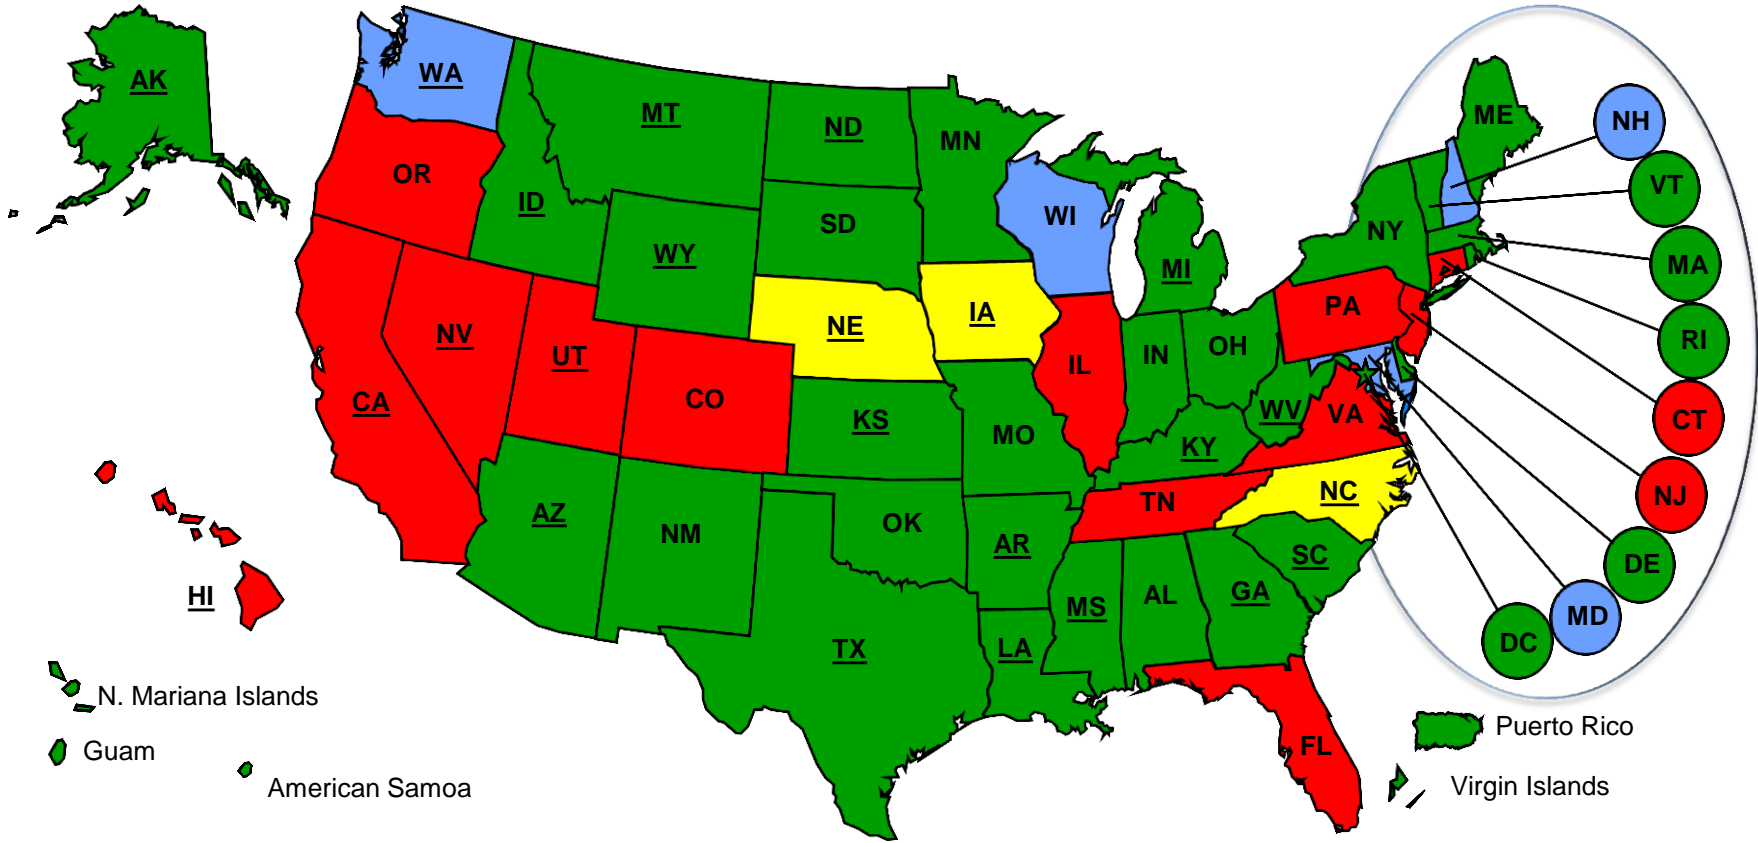 AK
WA
MT
ND
MN
ME
NH
OR
ID
SD
WI
VT
WY
MI
NY
MA
NV
UT
NE
IA
PA
RI
CA
CO
IL
IN
OH
KS
MO
WV
VA
CT
KY
AZ
NM
OK
AR
TN
NC
NJ
HI
TX
LA
MS
AL
GA
SC
DE
MD
DC
FL
N. Mariana Islands
Guam
American Samoa
Puerto Rico
Virgin Islands